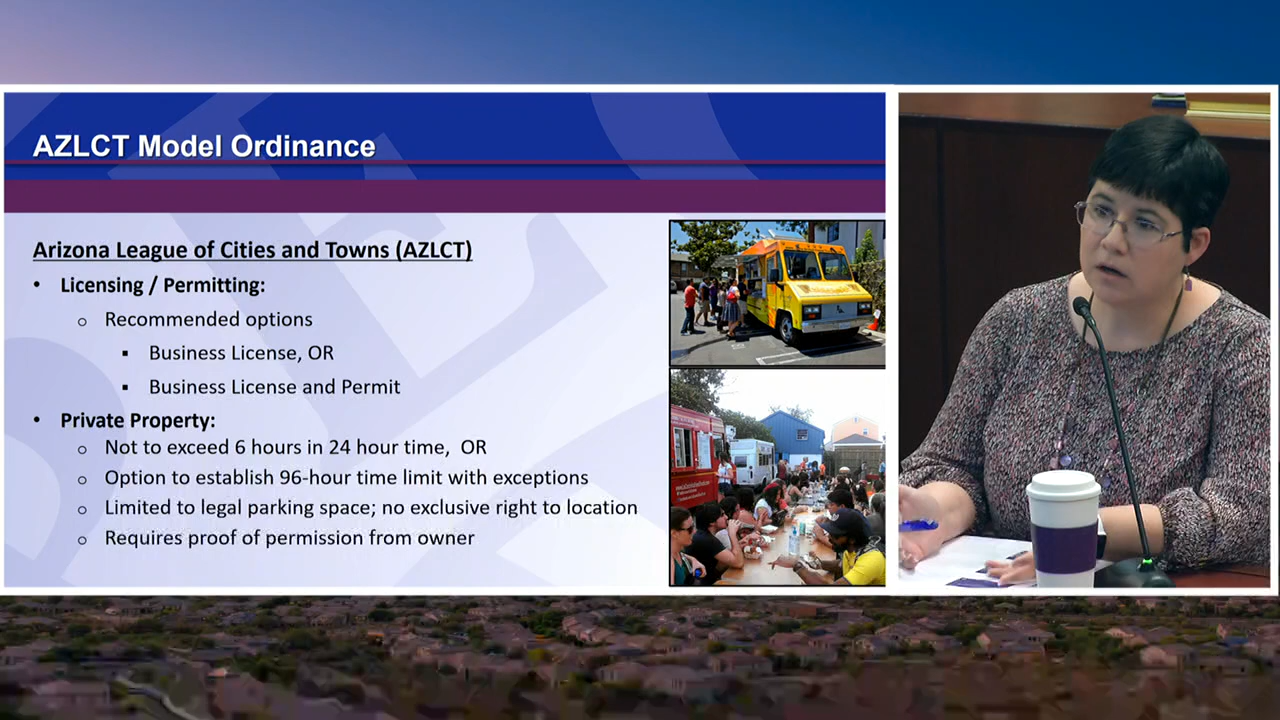 AZLCT Model Ordinance
Arizona League of Cities and Towns (AZLCT)
• Licensing / Permitting:
o Recommended options
▪ Business License, OR
▪ Business License and Permit
• Private Property:
o Not to exceed 6 hours in 24 hour time, OR
o Option to establish 96-hour time limit with exceptions
o Limited to legal parking space; no exclusive right to location
o Requires proof of permission from owner